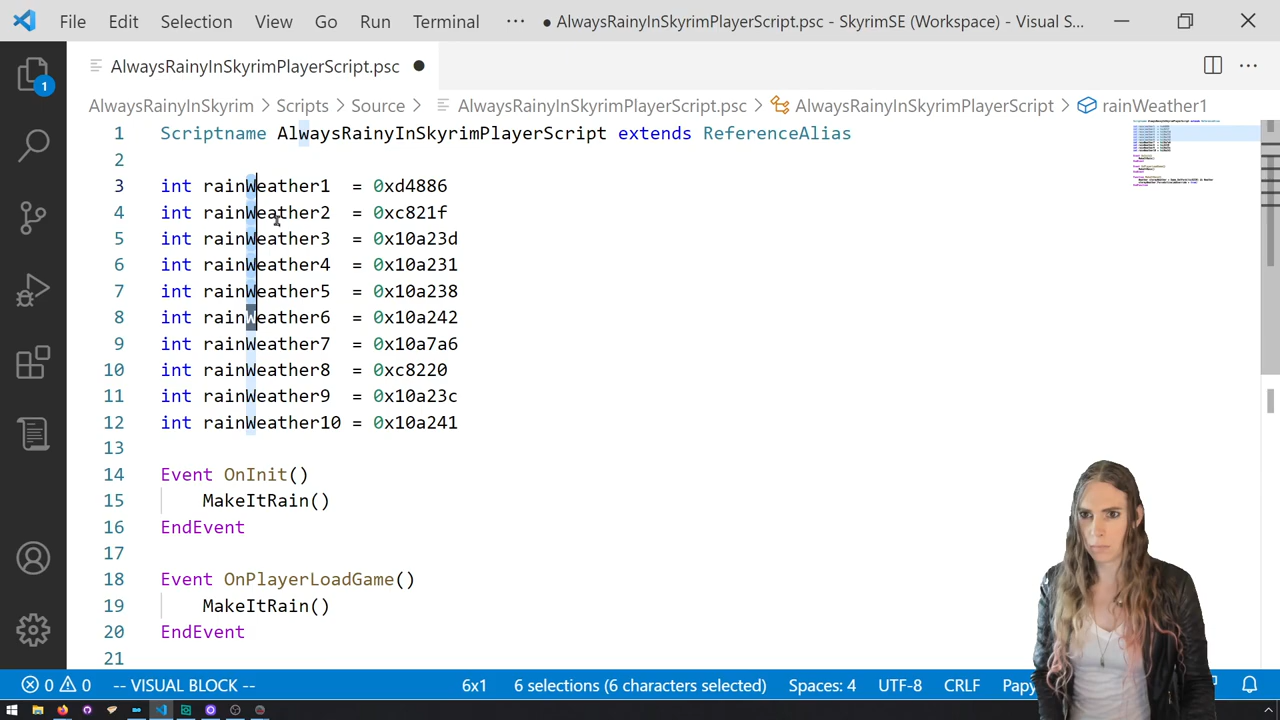 File Edit Selection View Go Run Terminal ··· ● AlwaysRainyInSkyrimPlayerScript.psc - SkyrimSE (Workspace) - Visual S...
AlwaysRainyInSkyrimPlayerScript.psc ●
AlwaysRainyInSkyrim > Scripts > Source > AlwaysRainyInSkyrimPlayerScript.psc > AlwaysRainyInSkyrimPlayerScript > rainWeather1
1 Scriptname AlwaysRainyInSkyrimPlayerScript extends ReferenceAlias
2
3 int rainWeather1  = 0xd4886
4 int rainWeather2  = 0xc821f
5 int rainWeather3  = 0x10a23d
6 int rainWeather4  = 0x10a231
7 int rainWeather5  = 0x10a238
8 int rainWeather6  = 0x10a242
9 int rainWeather7  = 0x10a7a6
10 int rainWeather8  = 0xc8220
11 int rainWeather9  = 0x10a23c
12 int rainWeather10 = 0x10a241
13
14 Event OnInit()
15     MakeItRain()
16 EndEvent
17
18 Event OnPlayerLoadGame()
19     MakeItRain()
20 EndEvent
21
1
0 0 -- VISUAL BLOCK -- 6x1 6 selections (6 characters selected) Spaces: 4 UTF-8 CRLF